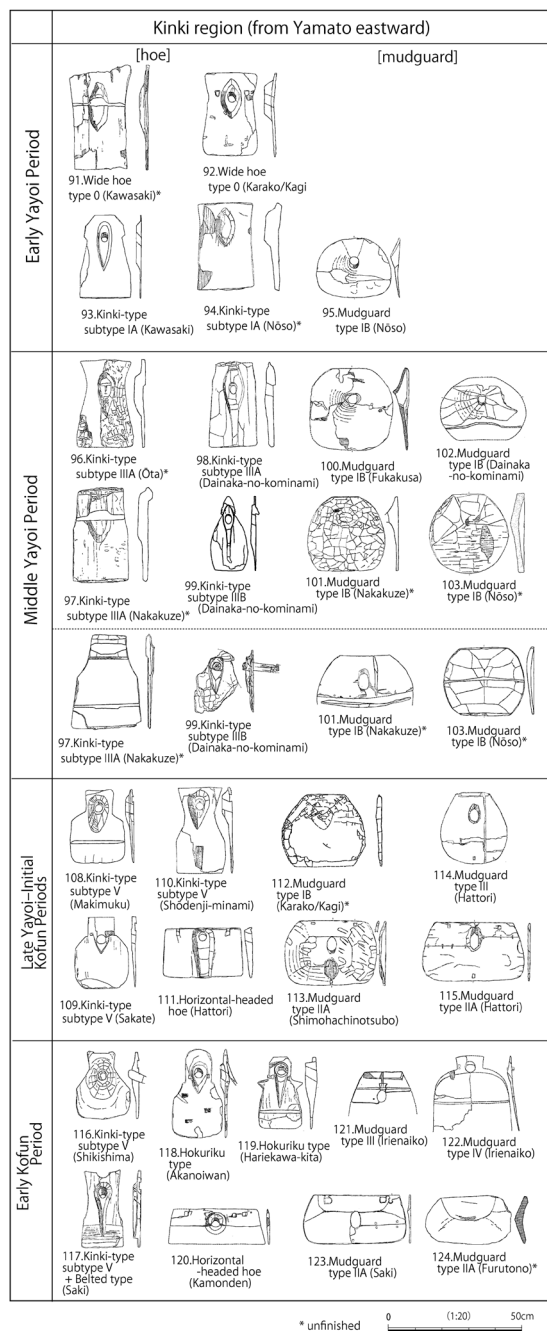 Kinki region (from Yamato eastward)
[hoe]
[mudguard]
Early Yayoi Period
91.Wide hoe
type 0 (Kawasaki)*
92.Wide hoe
type 0 (Karako/Kagi
93.Kinki-type
subtype IA (Kawasaki)
94.Kinki-type
subtype IA (Nōso)*
95.Mudguard
type IB (Nōso)
Middle Yayoi Period
96.Kinki-type
subtype IIIA (Ōta)*
98.Kinki-type
subtype IIIA
(Dainaka-no-kominami)
100.Mudguard
type IB (Fukakusa)
102.Mudguard
type IB (Dainaka
-no-kominami)
97.Kinki-type
subtype IIIA (Nakakuze)*
99.Kinki-type
subtype IIIB
(Dainaka-no-kominami)
101.Mudguard
type IB (Nakakuze)*
103.Mudguard
type IB (Nōso)*
97.Kinki-type
subtype IIIA (Nakakuze)*
99.Kinki-type
subtype IIIB
(Dainaka-no-kominami)
101.Mudguard
type IB (Nakakuze)*
103.Mudguard
type IB (Nōso)*
Late Yayoi–Initial
Kofun Periods
108.Kinki-type
subtype V
(Makimuku)
110.Kinki-type
subtype V
(Shōdenji-minami)
112.Mudguard
type IB
(Karako/Kagi)*
114.Mudguard
type III
(Hattori)
109.Kinki-type
subtype V (Sakate)
111.Horizontal-headed
hoe (Hattori)
113.Mudguard
type IIA
(Shimohachinotsubo)
115.Mudguard
type IIA (Hattori)
Early Kofun
Period
116.Kinki-type
subtype V
(Shikishima)
118.Hokuriku
type
(Akanoiwan)
119.Hokuriku type
(Hariekawa-kita)
121.Mudguard
type III (Irienaiko)
122.Mudguard
type IV (Irienaiko)
117.Kinki-type
subtype V
+ Belted type
(Saki)
120.Horizontal
-headed hoe
(Kamonden)
123.Mudguard
type IIA (Saki)
124.Mudguard
type IIA (Furutono)*
* unfinished
0 (1:20) 50cm